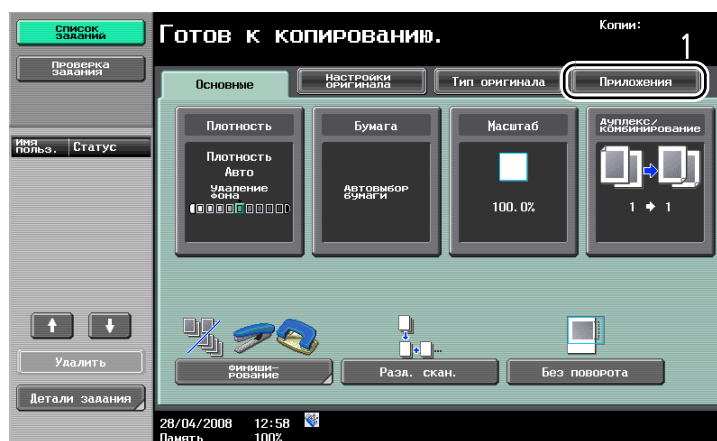 Список
заданий
Готов к копированию.
Копии:
1
Проверка
задания
Основные
Настройки
оригинала
Тип оригинала
Приложения
Имя
польз.
Статус
Плотность
Бумага
Масштаб
Дуплекс/
Комбинирование
Плотность
Авто
Удаление
фона
Автовыбор
бумаги
100.0%
1 → 1
Удалить
Финиши-
рование
Разд. скан.
Без поворота
Детали задания
28/04/2008 12:58
Память 100%